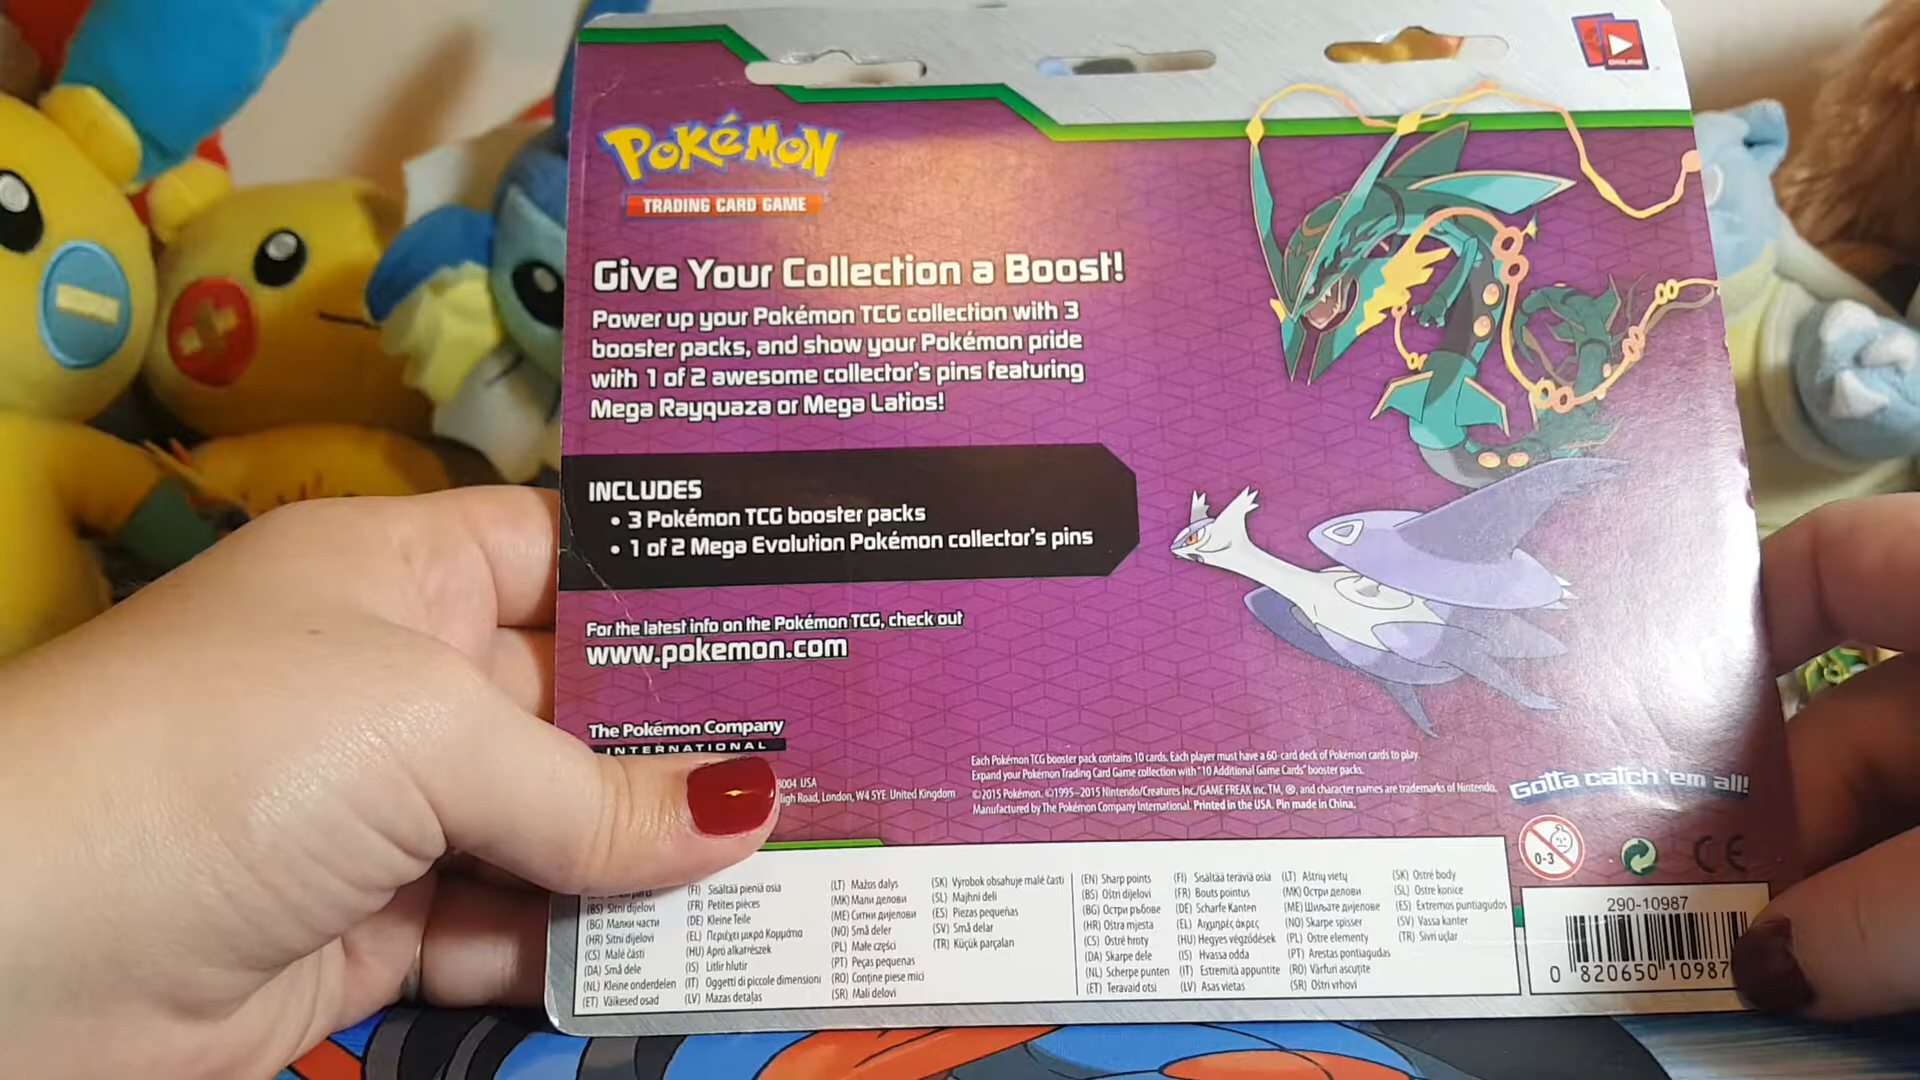 ONLINE
POKéMON
TRADING CARD GAME
Give Your Collection a Boost!
Power up your Pokémon TCG collection with 3
booster packs, and show your Pokémon pride
with 1 of 2 awesome collector's pins featuring
Mega Rayquaza or Mega Latios!
INCLUDES
• 3 Pokémon TCG booster packs
• 1 of 2 Mega Evolution Pokémon collector's pins
For the latest info on the Pokémon TCG, check out
www.pokemon.com
The Pokémon Company
INTERNATIONAL
8004 USA
High Road, London, W4 5YE United Kingdom
Each Pokémon TCG booster pack contains 10 cards. Each player must have a 60-card deck of Pokémon cards to play.
Expand your Pokémon Trading Card Game collection with "10 Additional Game Cards" booster packs.
©2015 Pokémon. ©1995–2015 Nintendo/Creatures Inc./GAME FREAK inc. TM, ®, and character names are trademarks of Nintendo.
Manufactured by The Pokémon Company International. Printed in the USA. Pin made in China.
Gotta catch 'em all!
0-3
CE
(BS) Sitni dijelovi
(BG) Малки части
(HR) Sitni dijelovi
(CS) Malé části
(DA) Små dele
(NL) Kleine onderdelen
(ET) Väikesed osad
(FI) Sisältää pieniä osia
(FR) Petites pièces
(DE) Kleine Teile
(EL) Περιέχει μικρά Κομμάτια
(HU) Apró alkatrészek
(IS) Litlir hlutir
(IT) Oggetti di piccole dimensioni
(LV) Mazas detaļas
(LT) Mažos dalys
(MK) Мали делови
(ME) Ситни дијелови
(NO) Små deler
(PL) Małe części
(PT) Peças pequenas
(RO) Conține piese mici
(SR) Mali delovi
(SK) Výrobok obsahuje malé časti
(SL) Majhni deli
(ES) Piezas pequeñas
(SV) Små delar
(TR) Küçük parçaları
(EN) Sharp points
(BS) Oštri dijelovi
(BG) Остри ръбове
(HR) Oštra mjesta
(CS) Ostré hroty
(DA) Skarpe dele
(NL) Scherpe punten
(ET) Teravaid otsi
(FI) Sisältää teräviä osia
(FR) Bouts pointus
(DE) Scharfe Kanten
(EL) Αιχμηρές άκρες
(HU) Hegyes végződések
(IS) Hvassa odda
(IT) Estremità appuntite
(LV) Asas vietas
(LT) Aštrių vietų
(MK) Остри делови
(ME) Шиљате дијелове
(NO) Skarpe spisser
(PL) Ostre elementy
(PT) Arestas pontiagudas
(RO) Vârfuri ascuțite
(SR) Oštri vrhovi
(SK) Ostré body
(SL) Ostre konice
(ES) Extremos puntiagudos
(SV) Vassa kanter
(TR) Sivri uçlar
290-10987
0 820650 10987